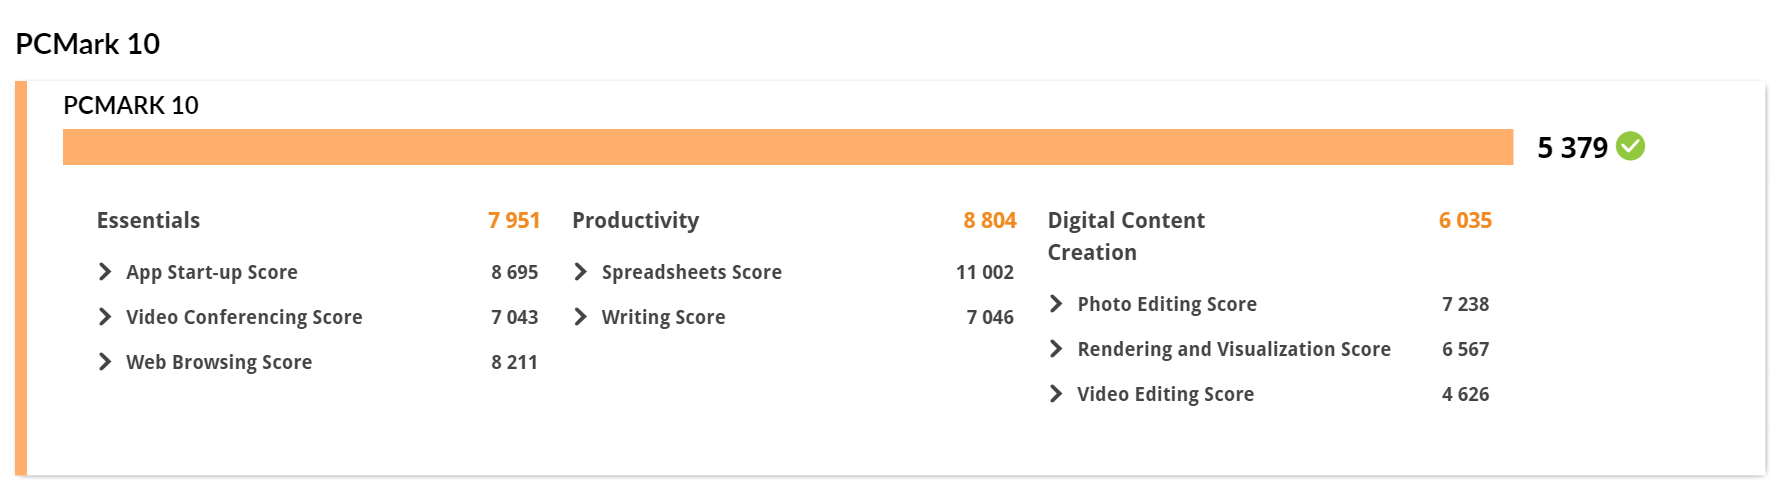 PCMark 10
PCMARK 10
5 379
Essentials 7 951
App Start-up Score 8 695
Video Conferencing Score 7 043
Web Browsing Score 8 211
Productivity 8 804
Spreadsheets Score 11 002
Writing Score 7 046
Digital Content 6 035
Creation
Photo Editing Score 7 238
Rendering and Visualization Score 6 567
Video Editing Score 4 626